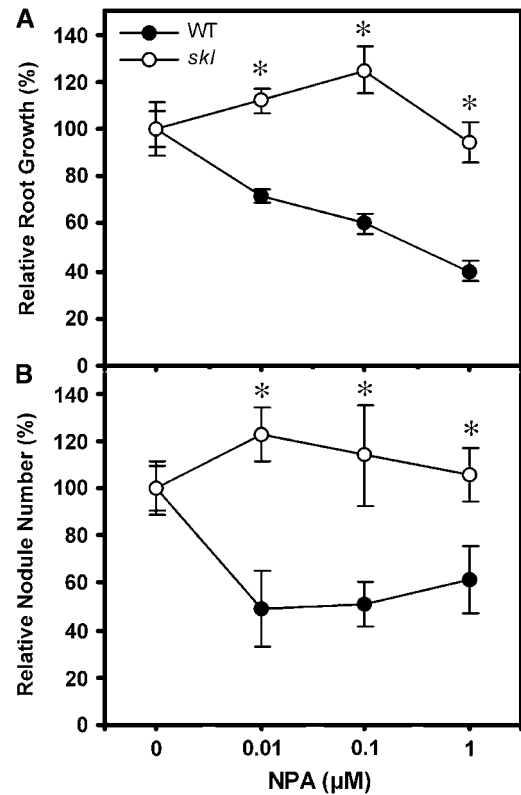 A
WT
skl
Relative Root Growth (%)
140
120
100
80
60
40
20
0
*
*
*
B
Relative Nodule Number (%)
140
120
100
80
60
40
20
0
*
*
*
0 0.01 0.1 1
NPA (µM)